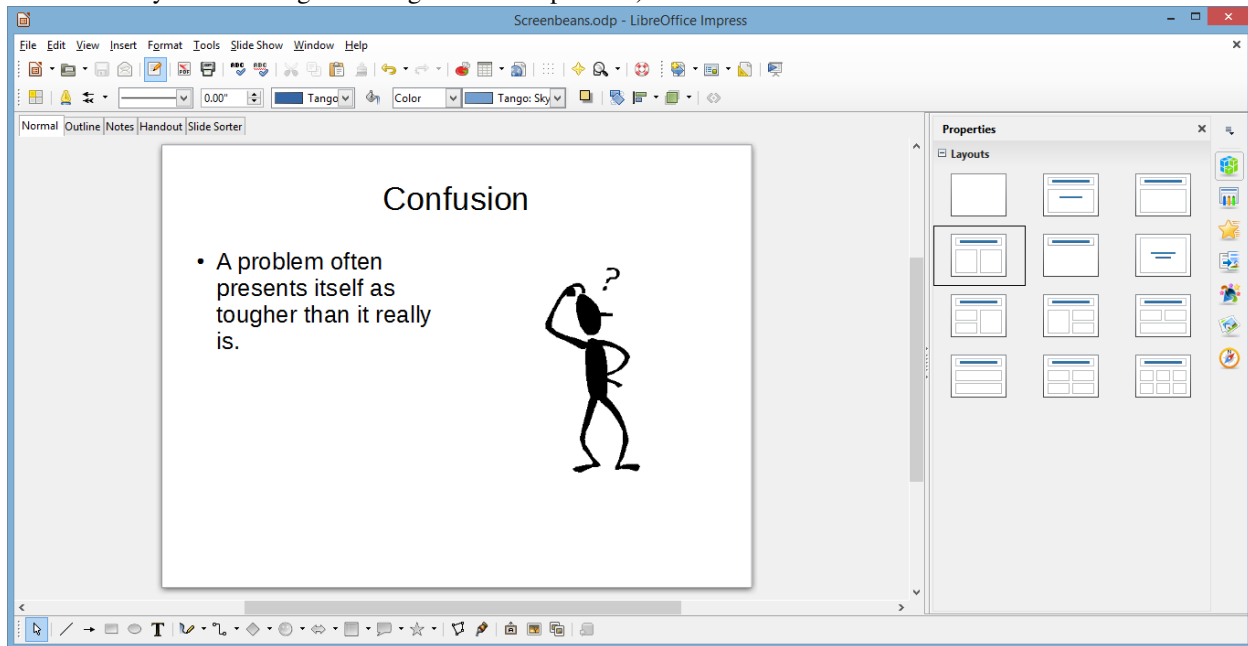 Screenbeans.odp - LibreOffice Impress
File Edit View Insert Format Tools Slide Show Window Help
0.00" Tango Color Tango: Sky
Normal Outline Notes Handout Slide Sorter
Properties
Layouts
Confusion
• A problem often
presents itself as
tougher than it really
is.
?